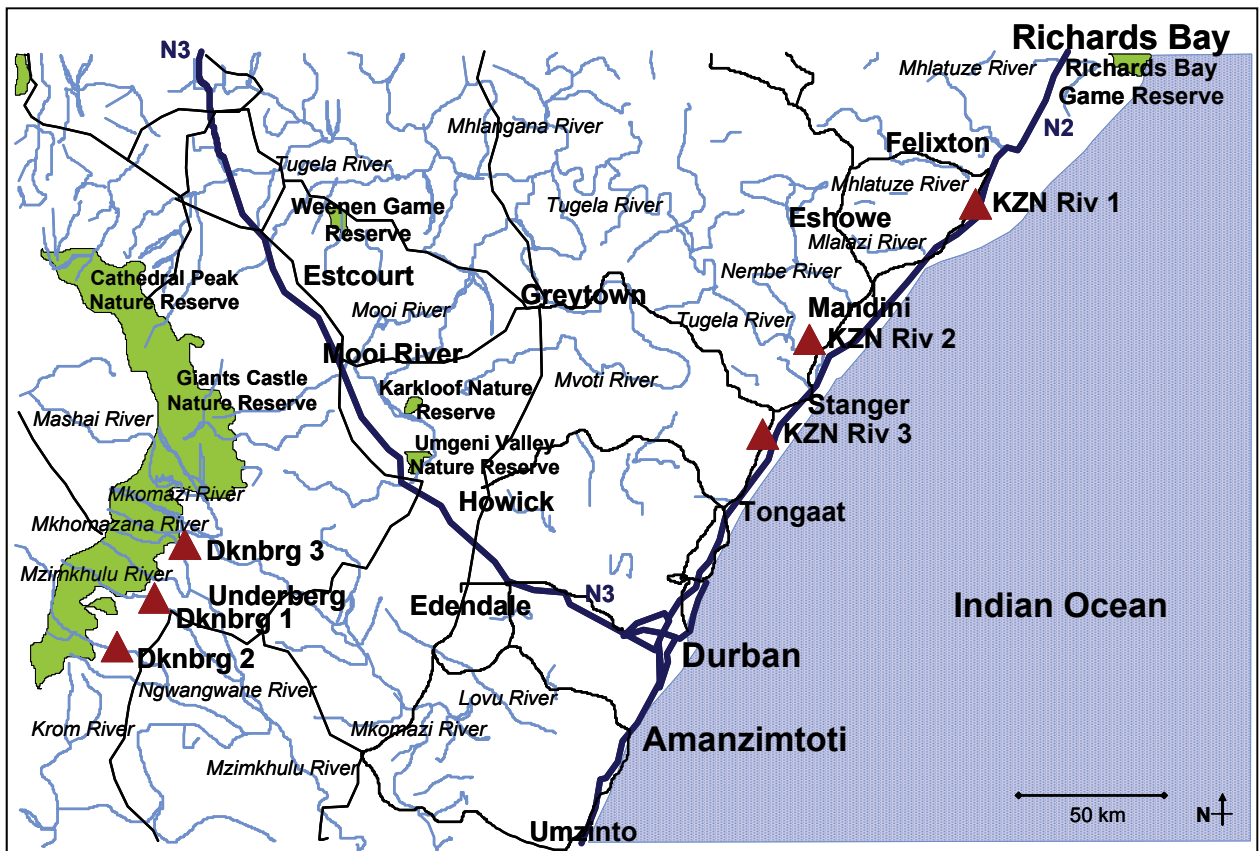 Richards Bay
N3
Mhlatuze River
Richards Bay
Game Reserve
N2
Mhlangana River
Felixton
Tugela River
Mhlatuze River
KZN Riv 1
Weenen Game
Reserve
Tugela River
Eshowe
Mlalazi River
Cathedral Peak
Nature Reserve
Estcourt
Nembe River
Greytown
Mooi River
Mandini
Tugela River
KZN Riv 2
Mooi River
Giants Castle
Nature Reserve
Karkloof Nature
Reserve
Mvoti River
Mashai River
Stanger
KZN Riv 3
Umgeni Valley
Nature Reserve
Mkomazi River
Howick
Tongaat
Mkhomazana River
Dknbrg 3
Mzimkhulu River
Underberg
N3
Edendale
Indian Ocean
Dknbrg 1
Dknbrg 2
Durban
Ngwangwane River
Lovu River
Krom River
Mkomazi River
Amanzimtoti
Mzimkhulu River
50 km
N
Umzinto